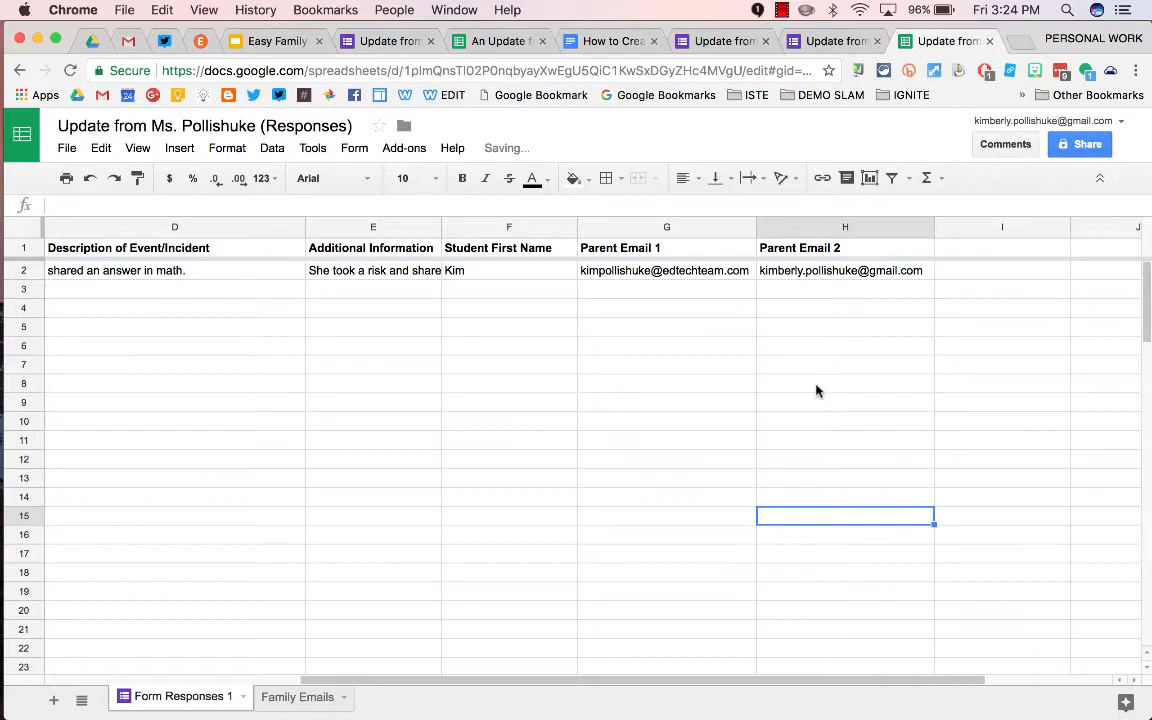 Chrome File Edit View History Bookmarks People Window Help 96% Fri 3:24 PM
Easy Family Update from An Update f How to Crea Update from Update from Update from PERSONAL WORK
Secure https://docs.google.com/spreadsheets/d/1plmQnsTl02P0nqbyayXwEgU5QiC1KwSxDGyZHc4MVgU/edit#gid=...
Apps EDIT Google Bookmark Google Bookmarks ISTE DEMO SLAM IGNITE » Other Bookmarks
Update from Ms. Pollishuke (Responses) kimberly.pollishuke@gmail.com
File Edit View Insert Format Data Tools Form Add-ons Help Saving... Comments Share
$ % .0 .00 123 Arial 10 B I S A Σ
fx
D E F G H I J
1 Description of Event/Incident Additional Information Student First Name Parent Email 1 Parent Email 2
2 shared an answer in math. She took a risk and share Kim kimpollishuke@edtechteam.com kimberly.pollishuke@gmail.com
3
4
5
6
7
8
9
10
11
12
13
14
15
16
17
18
19
20
21
22
23
Form Responses 1 Family Emails